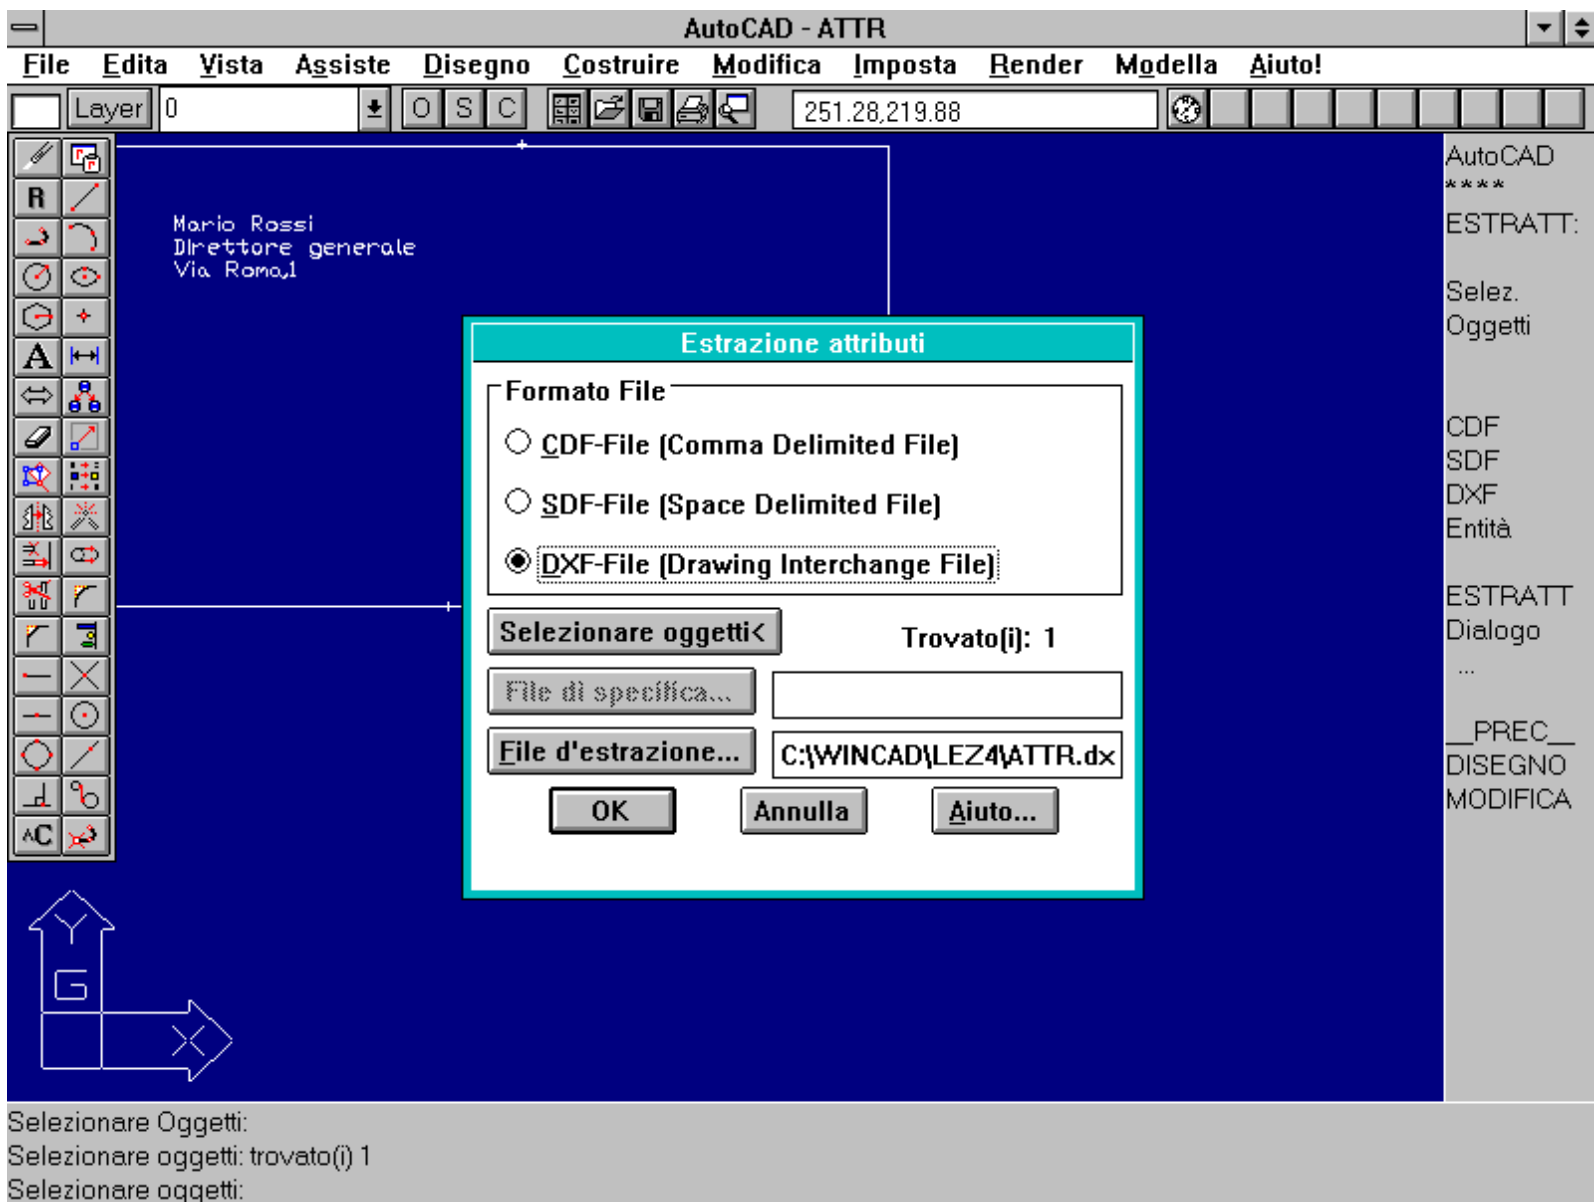 AutoCAD - ATTR
File Edita Vista Assiste Disegno Costruire Modifica Imposta Render Modella Aiuto!
Layer 0 O S C 251.28,219.88
AutoCAD
****
ESTRATT:
Selez.
Oggetti
CDF
SDF
DXF
Entità
ESTRATT
Dialogo
...
__PREC__
DISEGNO
MODIFICA
R
A
^C
Mario Rossi
DIrettore generale
Via Roma,1
Estrazione attributi
Formato File
CDF-File (Comma Delimited File)
SDF-File (Space Delimited File)
DXF-File (Drawing Interchange File)
Selezionare oggetti< Trovato(i): 1
File di specifica...
File d'estrazione... C:\WINCAD\LEZ4\ATTR.dx
OK Annulla Aiuto...
Y
G
X
Selezionare Oggetti:
Selezionare oggetti: trovato(i) 1
Selezionare oggetti: